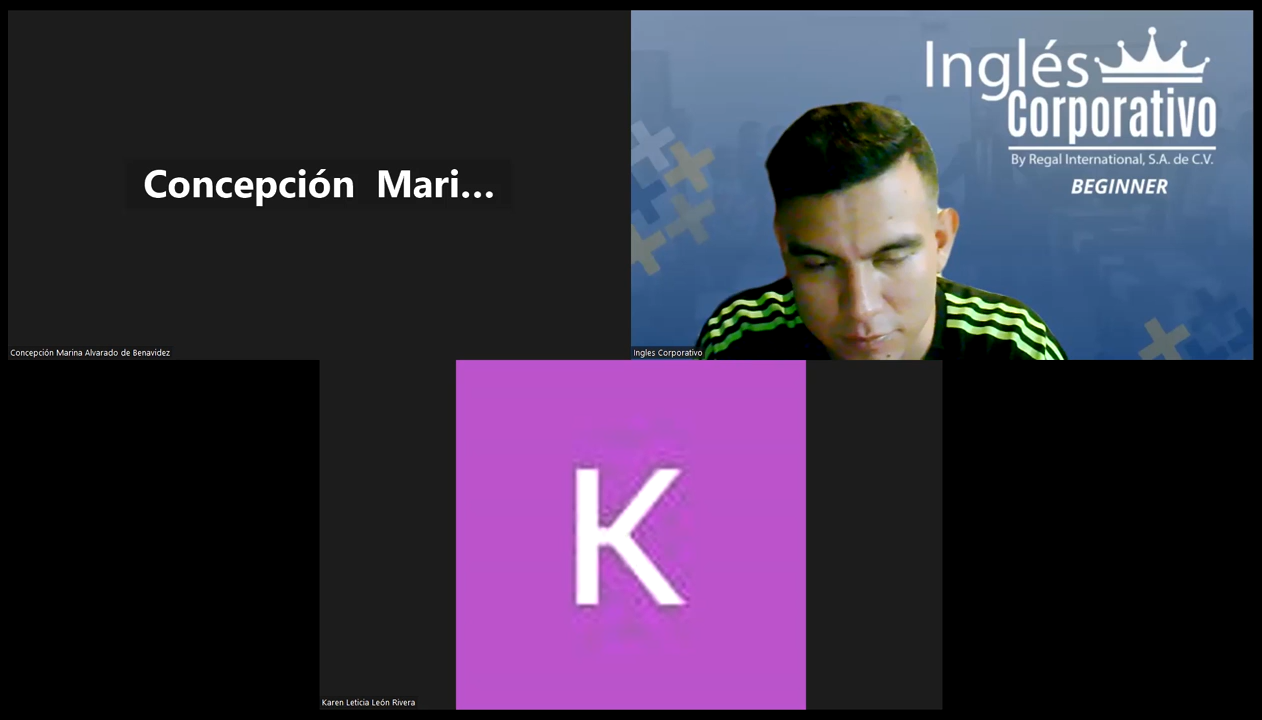 Concepción Mari...
Concepción Marina Alvarado de Benavidez
Inglés
Corporativo
By Regal International, S.A. de C.V.
BEGINNER
Ingles Corporativo
K
Karen Leticia León Rivera